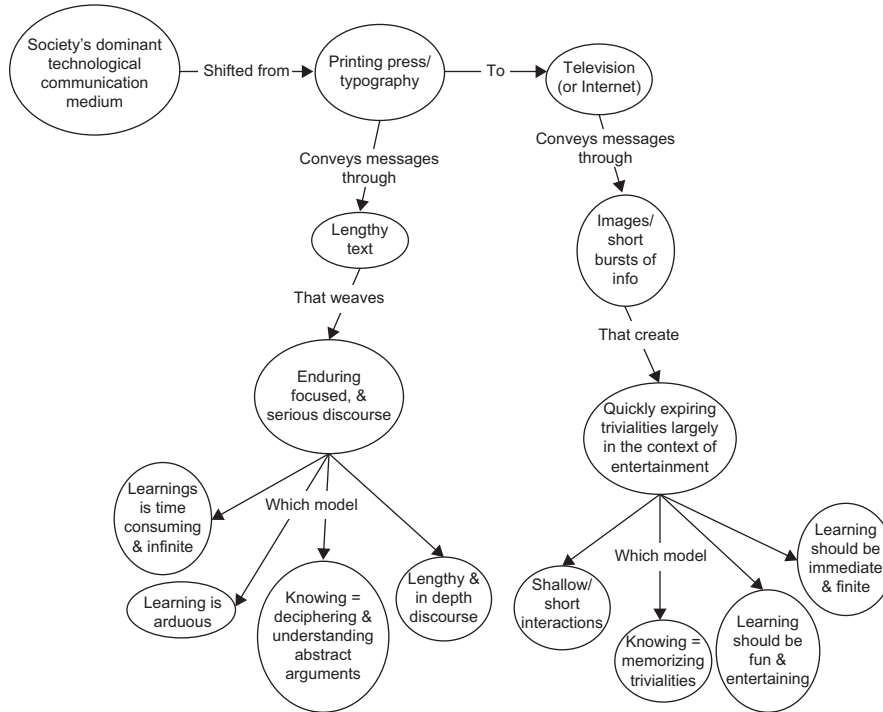 Society's dominant
technological
communication
medium
Shifted from
Printing press/
typography
To
Television
(or Internet)
Conveys messages
through
Lengthy
text
That weaves
Enduring
focused, &
serious discourse
Which model
Learnings
is time
consuming
& infinite
Learning is
arduous
Knowing =
deciphering &
understanding
abstract
arguments
Lengthy &
in depth
discourse
Conveys messages
through
Images/
short
bursts of
info
That create
Quickly expiring
trivialities largely
in the context of
entertainment
Which model
Shallow/
short
interactions
Knowing =
memorizing
trivialities
Learning
should be
fun &
entertaining
Learning
should be
immediate
& finite